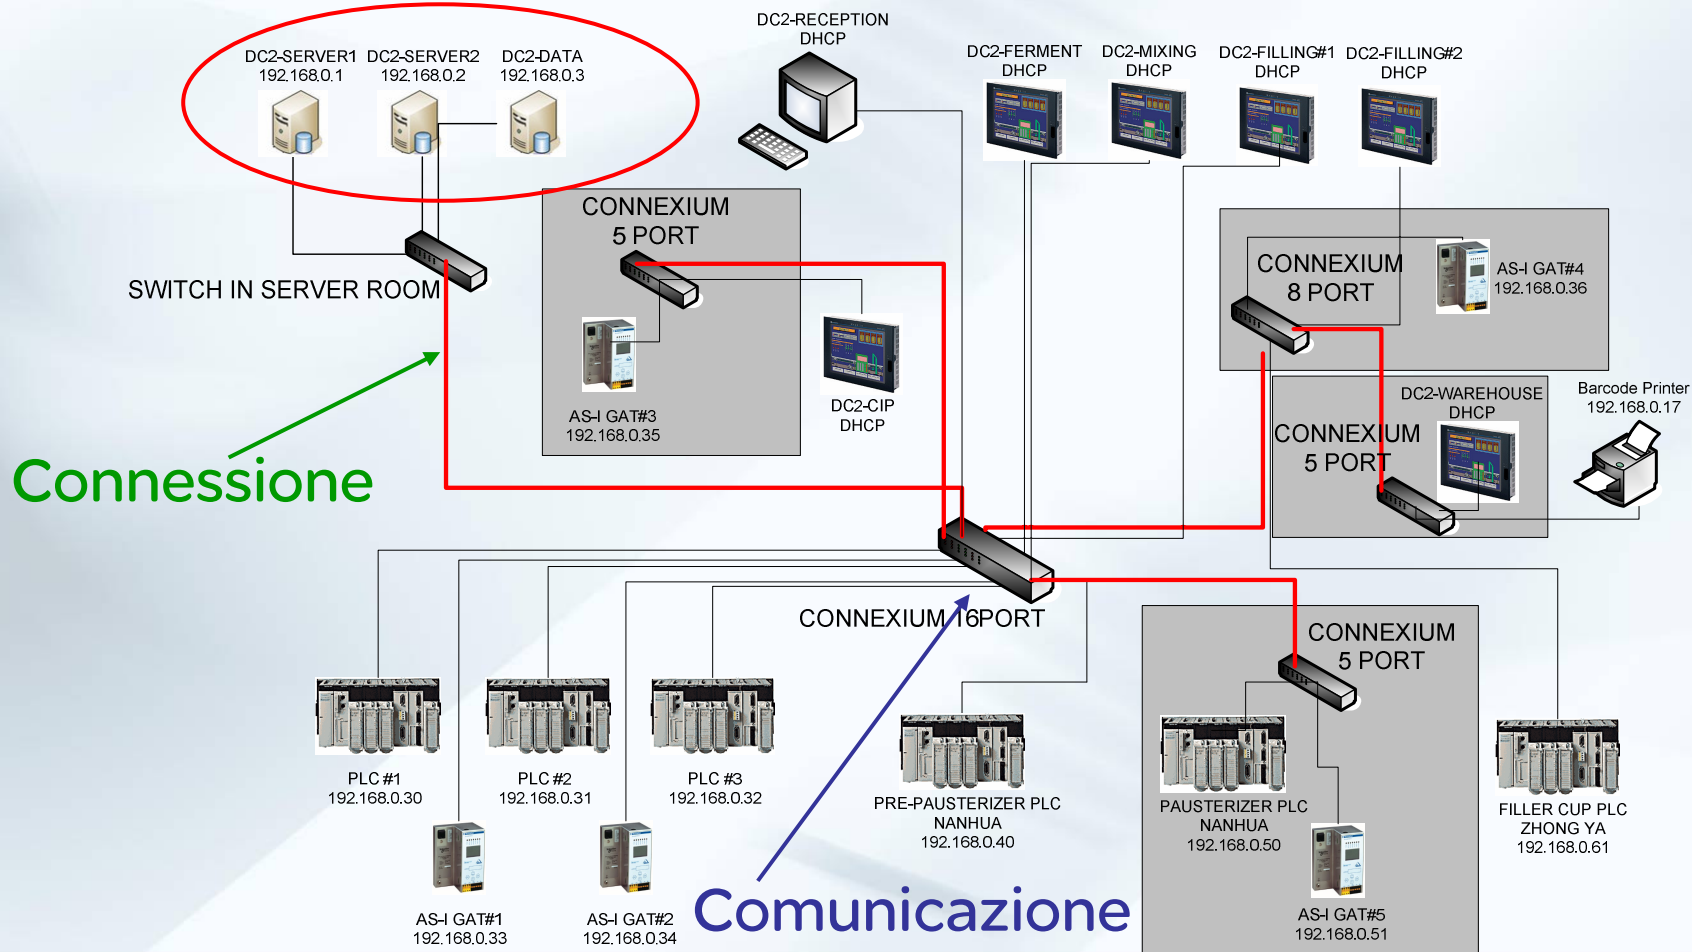 DC2-RECEPTION
DHCP
DC2-SERVER1
192.168.0.1
DC2-SERVER2
192.168.0.2
DC2-DATA
192.168.0.3
DC2-FERMENT
DHCP
DC2-MIXING
DHCP
DC2-FILLING#1
DHCP
DC2-FILLING#2
DHCP
CONNEXIUM
5 PORT
SWITCH IN SERVER ROOM
CONNEXIUM
8 PORT
AS-I GAT#4
192.168.0.36
AS-I GAT#3
192.168.0.35
DC2-CIP
DHCP
DC2-WAREHOUSE
DHCP
CONNEXIUM
5 PORT
Barcode Printer
192.168.0.17
Connessione
CONNEXIUM 16PORT
CONNEXIUM
5 PORT
PLC #1
192.168.0.30
PLC #2
192.168.0.31
PLC #3
192.168.0.32
PRE-PAUSTERIZER PLC
NANHUA
192.168.0.40
PAUSTERIZER PLC
NANHUA
192.168.0.50
FILLER CUP PLC
ZHONG YA
192.168.0.61
AS-I GAT#1
192.168.0.33
AS-I GAT#2
192.168.0.34
Comunicazione
AS-I GAT#5
192.168.0.51